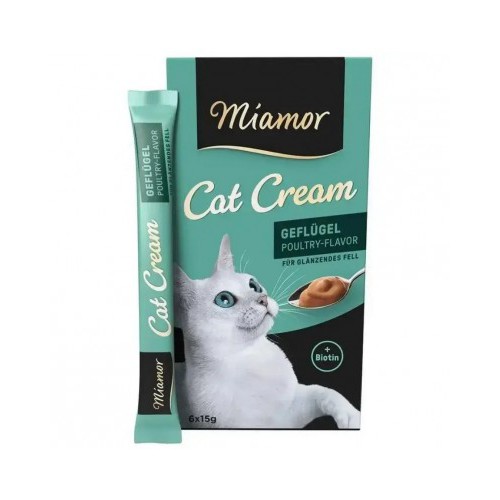 Miamor
Cat Cream
GEFLÜGEL
POULTRY-FLAVOR
FÜR GLÄNZENDES FELL
+
Biotin
6x15g
GEFLÜGEL
POULTRY-FLAVOR
Cat Cream
Miamor